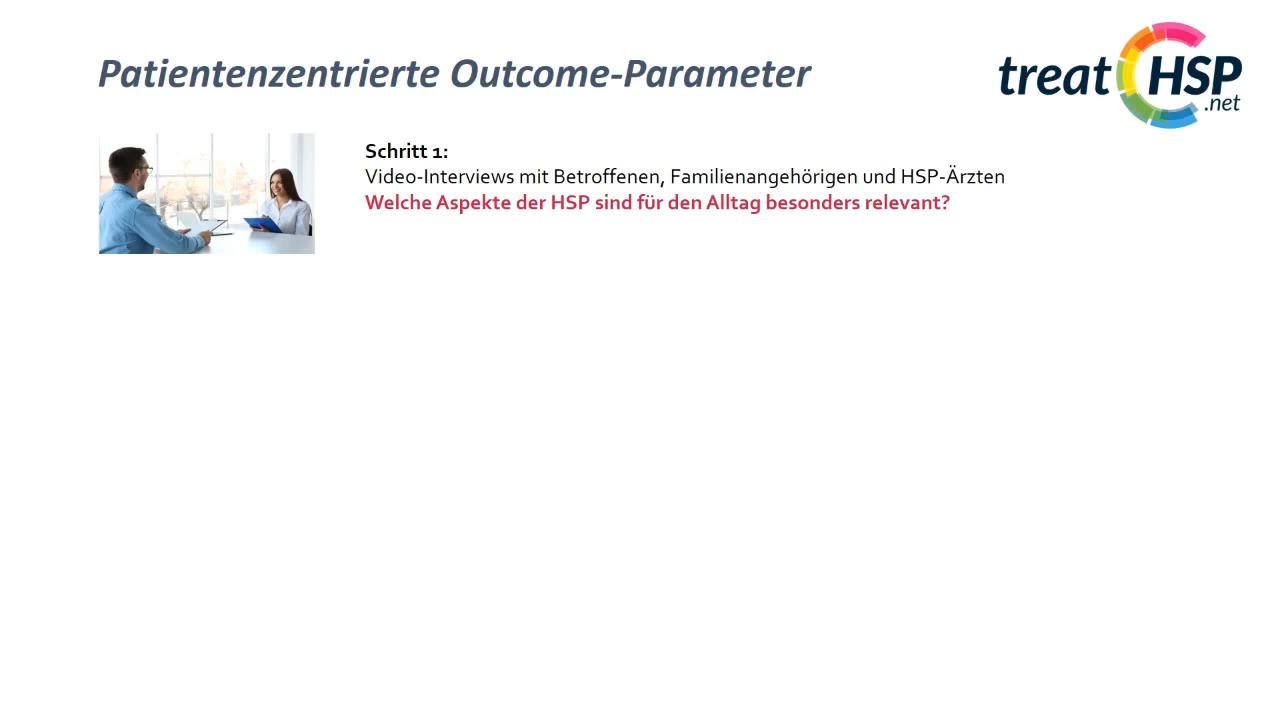 Patientenzentrierte Outcome-Parameter
treat HSP
.net
Schritt 1:
Video-Interviews mit Betroffenen, Familienangehörigen und HSP-Ärzten
Welche Aspekte der HSP sind für den Alltag besonders relevant?